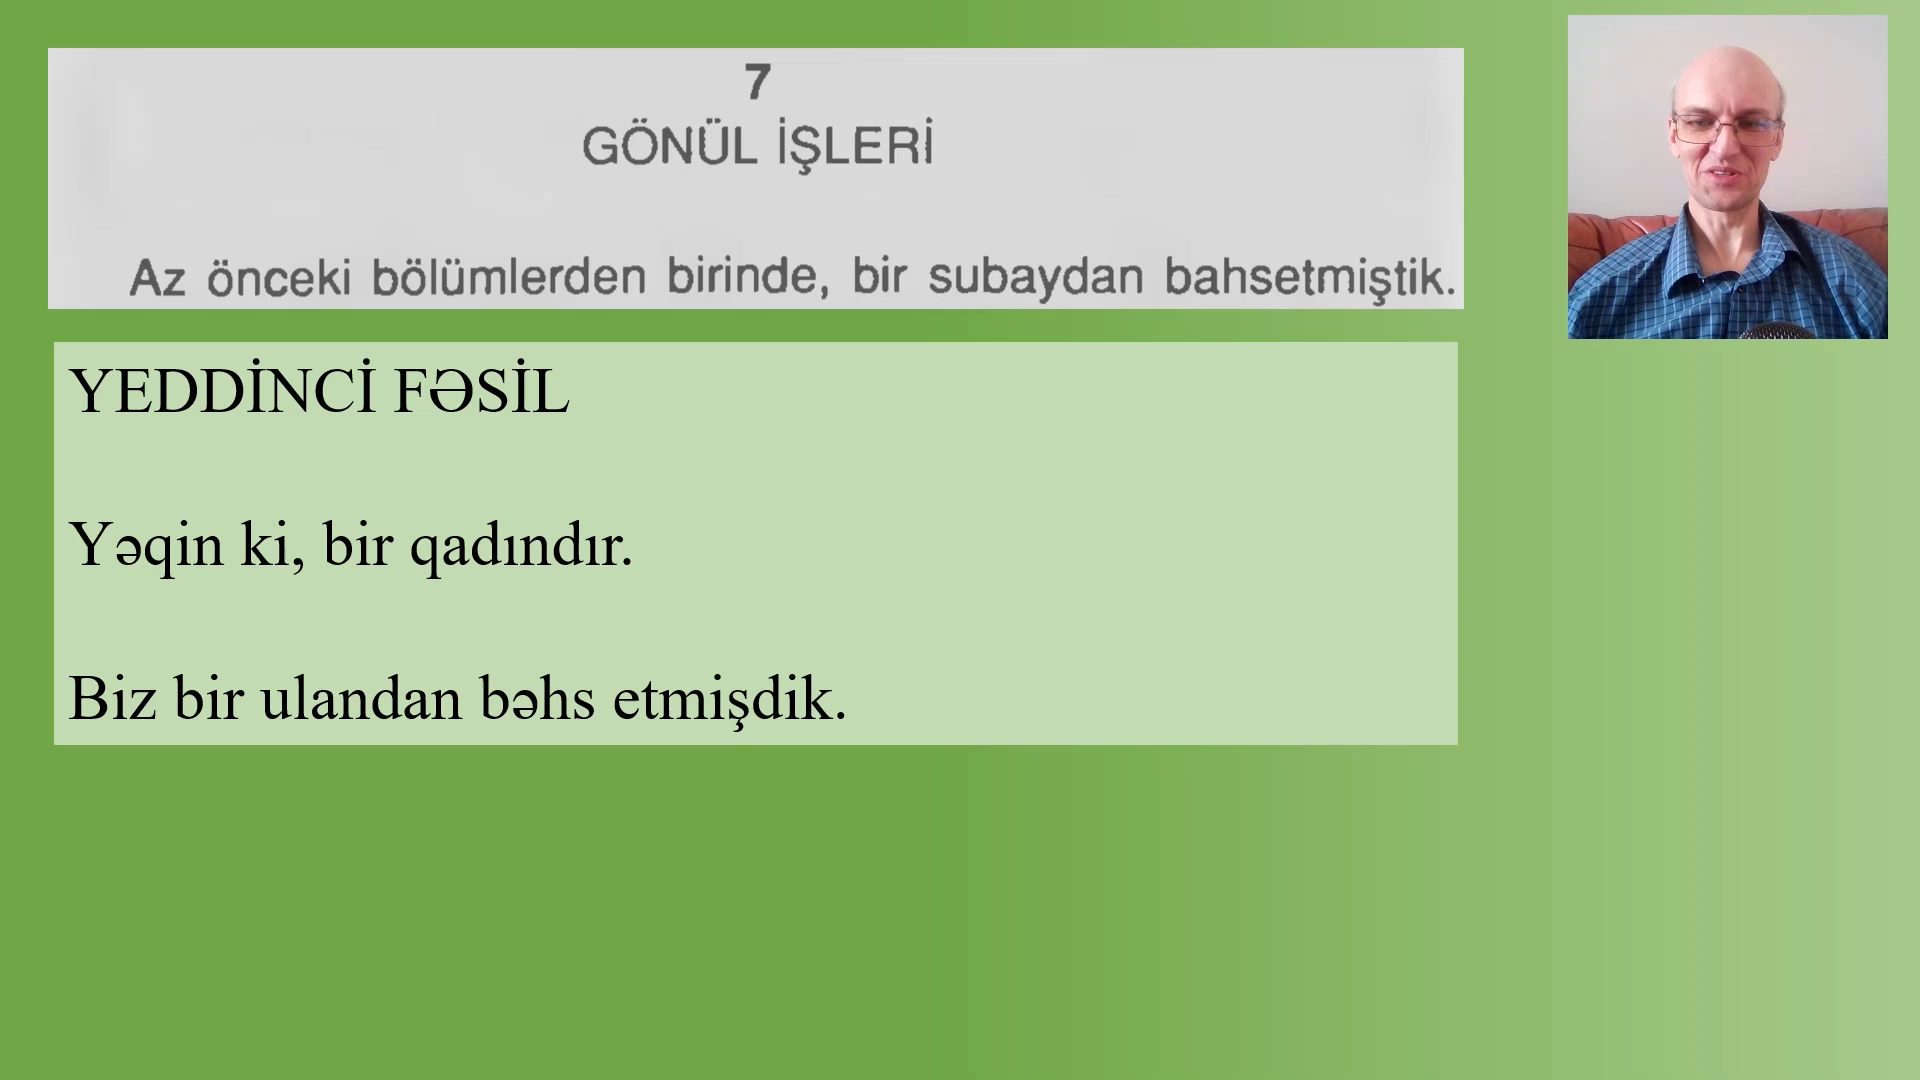 7
GÖNÜL İŞLERİ
Az önceki bölümlerden birinde, bir subaydan bahsetmiştik.
YEDDİNCİ FƏSİL
Yəqin ki, bir qadındır.
Biz bir ulandan bəhs etmişdik.